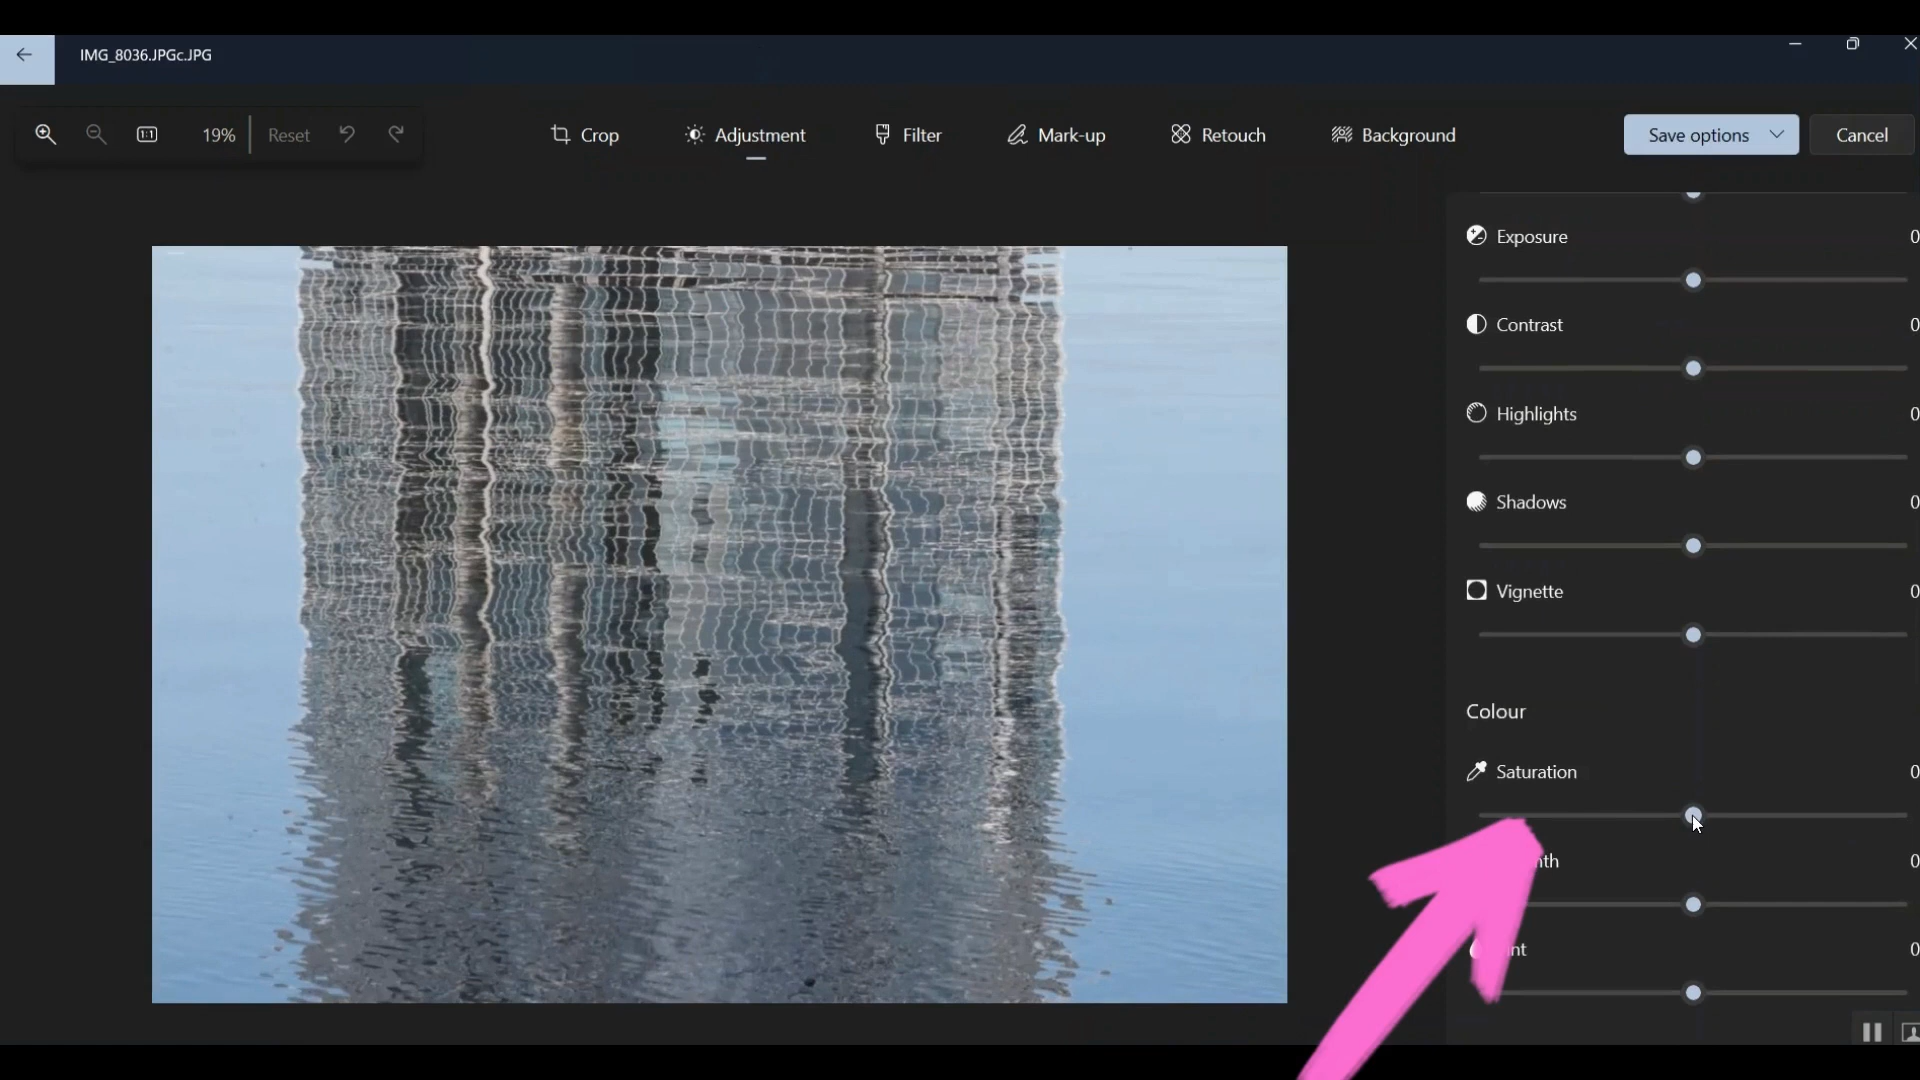 IMG_8036.JPGc.JPG
19% Reset Crop Adjustment Filter Mark-up Retouch Background Save options Cancel
Exposure 0
Contrast 0
Highlights 0
Shadows 0
Vignette 0
Colour
Saturation 0
0
0